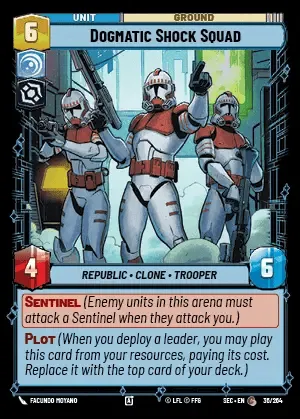 UNIT
GROUND
6
DOGMATIC SHOCK SQUAD
4
6
REPUBLIC • CLONE • TROOPER
SENTINEL (Enemy units in this arena must
attack a Sentinel when they attack you.)
PLOT (When you deploy a leader, you may play
this card from your resources, paying its cost.
Replace it with the top card of your deck.)
FACUNDO MOYANO
© LFL © FFG
SEC • EN
36/264